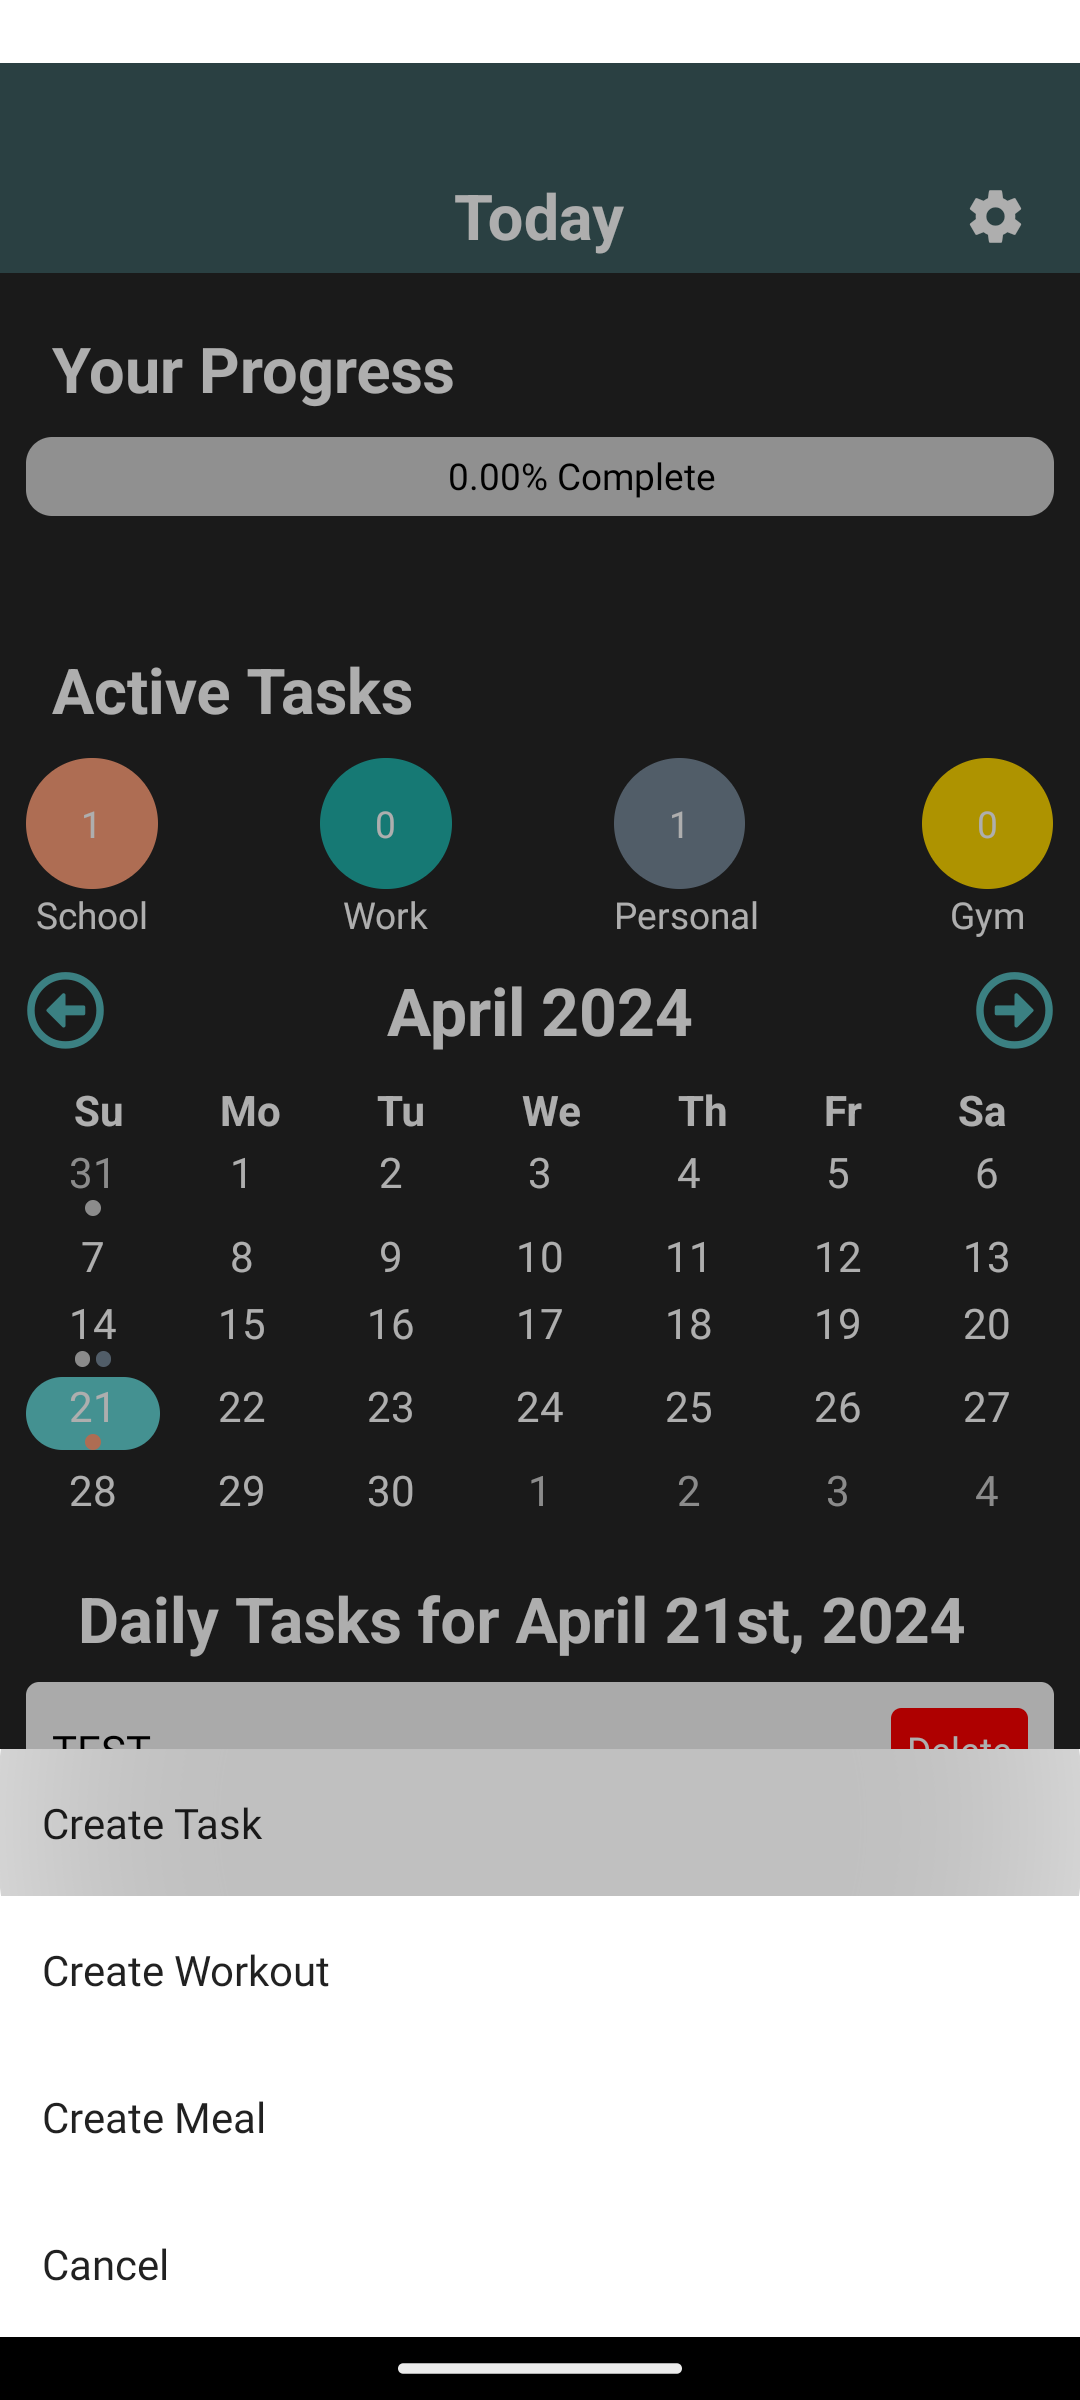 Today
Your Progress
0.00% Complete
Active Tasks
1 0 1 0
School Work Personal Gym
April 2024
Su Mo Tu We Th Fr Sa
31 1 2 3 4 5 6
7 8 9 10 11 12 13
14 15 16 17 18 19 20
21 22 23 24 25 26 27
28 29 30 1 2 3 4
Daily Tasks for April 21st, 2024
TEST Delete
Create Task
Create Workout
Create Meal
Cancel